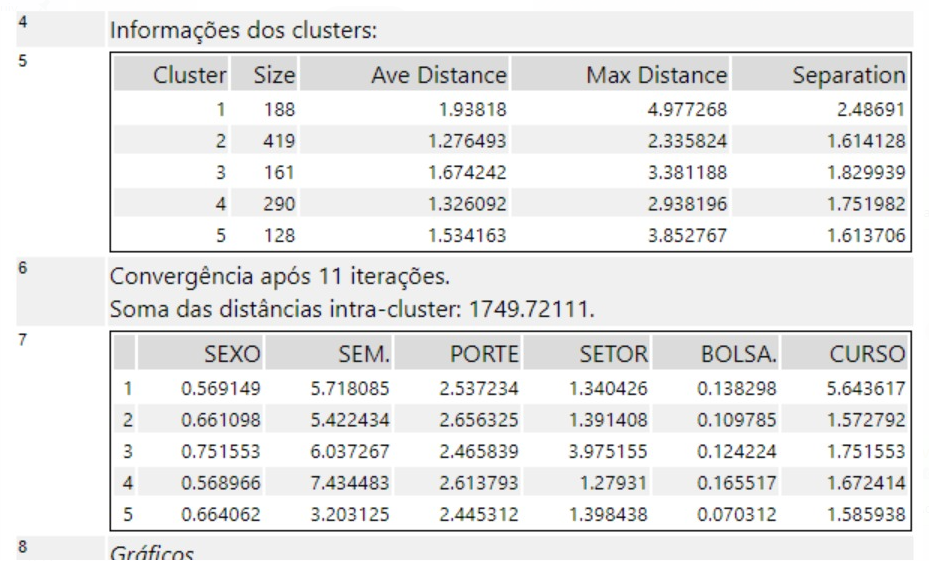 4 Informações dos clusters:
5 Cluster Size Ave Distance Max Distance Separation
1 188 1.93818 4.977268 2.48691
2 419 1.276493 2.335824 1.614128
3 161 1.674242 3.381188 1.829939
4 290 1.326092 2.938196 1.751982
5 128 1.534163 3.852767 1.613706
6 Convergência após 11 iterações.
Soma das distâncias intra-cluster: 1749.72111.
7 SEXO SEM. PORTE SETOR BOLSA. CURSO
1 0.569149 5.718085 2.537234 1.340426 0.138298 5.643617
2 0.661098 5.422434 2.656325 1.391408 0.109785 1.572792
3 0.751553 6.037267 2.465839 3.975155 0.124224 1.751553
4 0.568966 7.434483 2.613793 1.27931 0.165517 1.672414
5 0.664062 3.203125 2.445312 1.398438 0.070312 1.585938
8 Gráficos